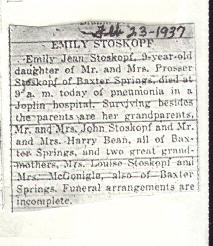 2-23-1937
EMILY STOSKOPF
Emily Jean Stoskopf, 9-year-old
daughter of Mr. and Mrs. Prosser
Stoskopf of Baxter Springs, died at
9 a. m. today of pneumonia in a
Joplin hospital. Surviving besides
the parents are her grandparents,
Mr. and Mrs. John Stoskopf and Mr.
and Mrs. Harry Bean, all of Bax-
ter Springs, and two great grand-
mothers, Mrs. Louise Stoskopf and
Mrs. McGonigle, also of Baxter
Springs. Funeral arrangements are
incomplete.